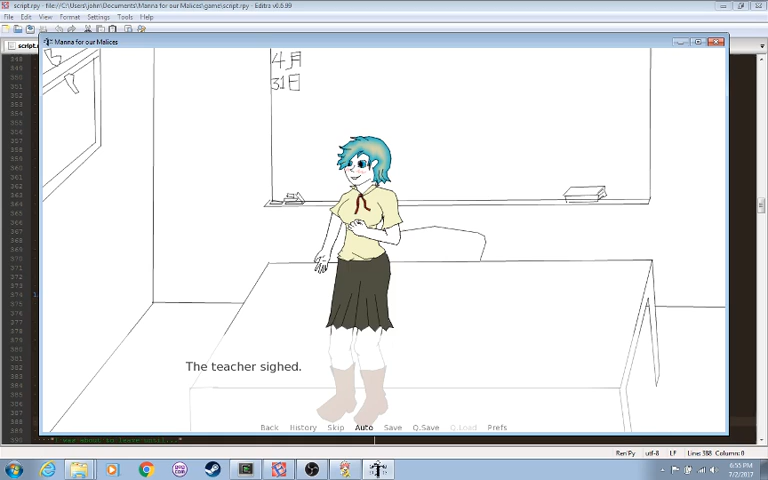 script.rpy - file://C:\Users\john\Documents\Manna for our Malices\game\script.rpy - Editra v0.6.99
File Edit View Format Settings Tools Help
Manna for our Malices
4月
31日
The teacher sighed.
Back History Skip Auto Save Q.Save Q.Load Prefs
Ren'Py utf-8 LF Line: 388 Column: 0
6:55 PM
7/2/2017